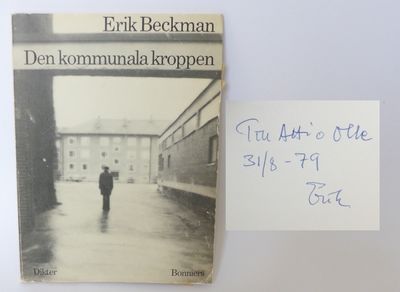 Erik Beckman
Den kommunala kroppen
Dikter Bonniers
Till Atti o Olle
31/8-79
Erik